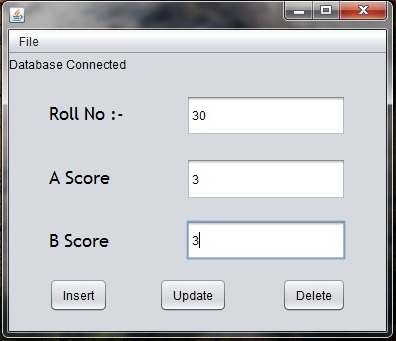 File
Database Connected
Roll No :- 30
A Score 3
B Score 3
Insert Update Delete